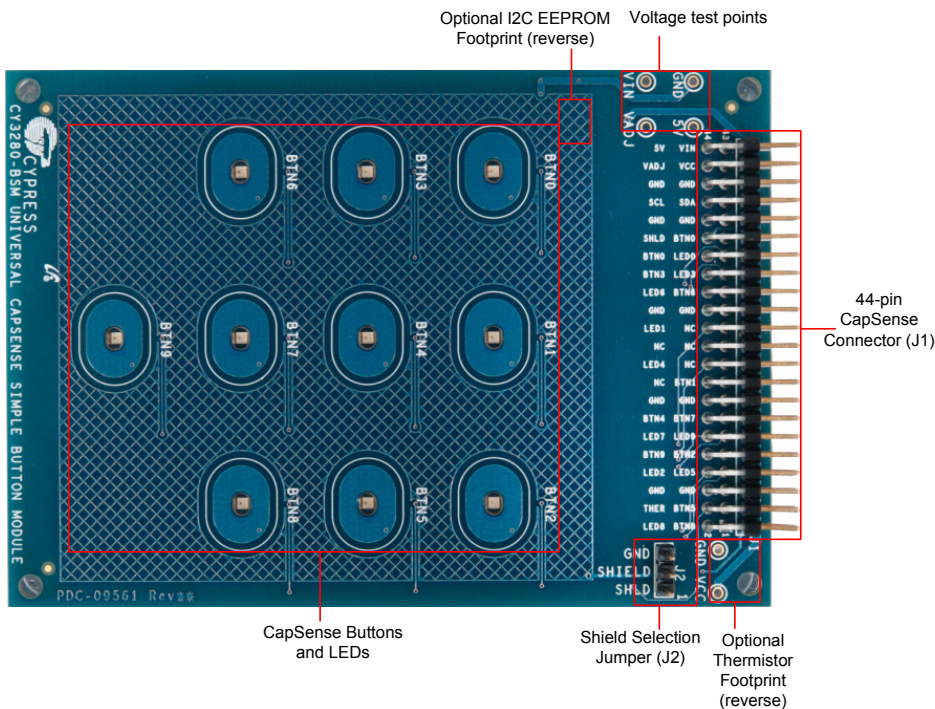 Optional I2C EEPROM
Footprint (reverse)
Voltage test points
VIN
GND
VADJ
5V
CYPRESS
CY3280-BSM UNIVERSAL CAPSENSE SIMPLE BUTTON MODULE
BTN6
BTN3
BTN0
BTN9
BTN7
BTN4
BTN1
BTN8
BTN5
BTN2
5V VIN
VADJ VCC
GND GND
SCL SDA
GND GND
SHLD BTN0
BTN0 LED0
BTN3 LED3
LED6 BTN6
GND GND
LED1 NC
NC NC
LED4 NC
NC BTN1
GND GND
BTN4 BTN7
LED7 LED9
BTN9 BTN2
LED2 LED5
GND GND
THER BTN5
LED8 BTN8
44-pin
CapSense
Connector (J1)
J1
GND
SHIELD
SHLD
J2
1
GND
VCC
PDC-09561 Rev**
CapSense Buttons
and LEDs
Shield Selection
Jumper (J2)
Optional
Thermistor
Footprint
(reverse)